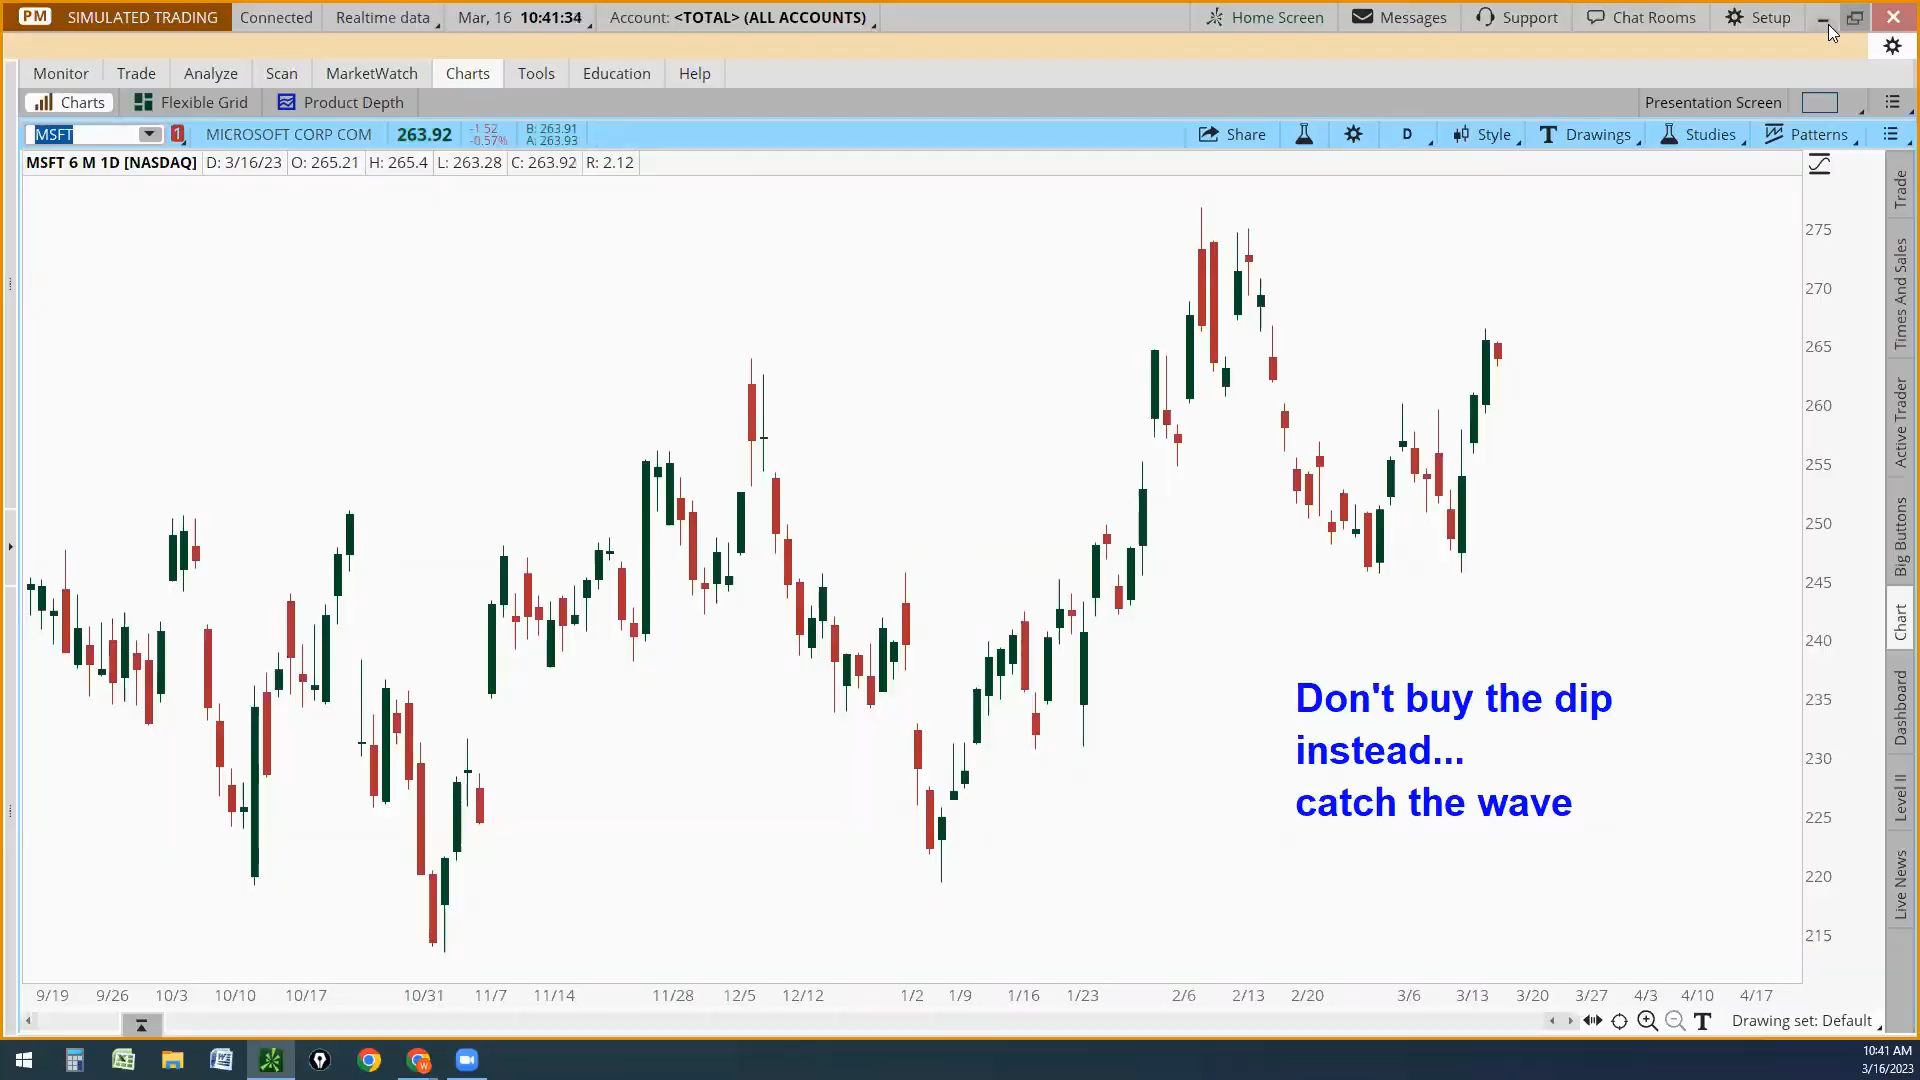 PM SIMULATED TRADING Connected Realtime data Mar, 16 10:41:34 Account: <TOTAL> (ALL ACCOUNTS) Home Screen Messages Support Chat Rooms Setup
Monitor Trade Analyze Scan MarketWatch Charts Tools Education Help
Charts Flexible Grid Product Depth Presentation Screen
MSFT 1 MICROSOFT CORP COM 263.92 -1.52 -0.57% B: 263.91 A: 263.93 Share D Style Drawings Studies Patterns
MSFT 6 M 1D [NASDAQ] D: 3/16/23 O: 265.21 H: 265.4 L: 263.28 C: 263.92 R: 2.12
275
270
265
260
255
250
245
240
235
230
225
220
215
Don't buy the dip
instead...
catch the wave
Trade
Times And Sales
Active Trader
Big Buttons
Chart
Dashboard
Level II
Live News
9/19 9/26 10/3 10/10 10/17 10/31 11/7 11/14 11/28 12/5 12/12 1/2 1/9 1/16 1/23 2/6 2/13 2/20 3/6 3/13 3/20 3/27 4/3 4/10 4/17
Drawing set: Default
10:41 AM
3/16/2023